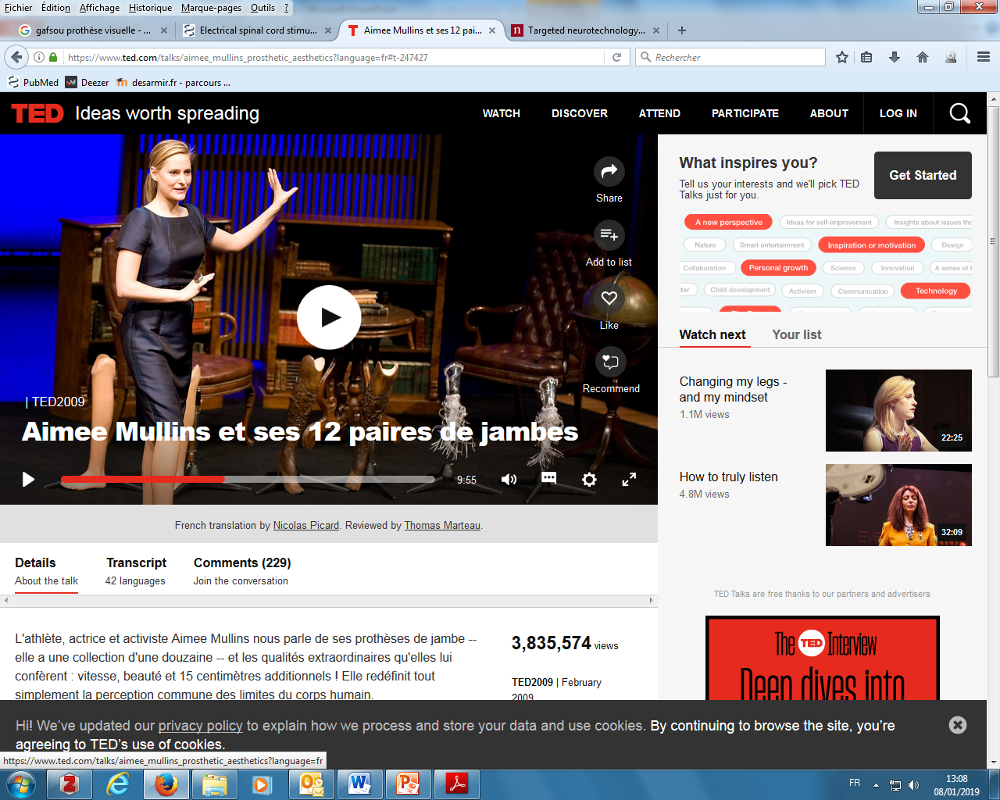 Fichier Édition Affichage Historique Marque-pages Outils ?
gafsou prothèse visuelle - ...
Electrical spinal cord stimu...
Aimee Mullins et ses 12 pai...
Targeted neurotechnology...
https://www.ted.com/talks/aimee_mullins_prosthetic_aesthetics?language=fr#t-247427
Rechercher
PubMed Deezer desarmir.fr - parcours ...
TED Ideas worth spreading
WATCH DISCOVER ATTEND PARTICIPATE ABOUT LOG IN
Share
Add to list
Like
Recommend
| TED2009
Aimee Mullins et ses 12 paires de jambes
9:55
French translation by Nicolas Picard. Reviewed by Thomas Marteau.
Details
About the talk
Transcript
42 languages
Comments (229)
Join the conversation
L'athlète, actrice et activiste Aimee Mullins nous parle de ses prothèses de jambe --
elle a une collection d'une douzaine -- et les qualités extraordinaires qu'elles lui
confèrent : vitesse, beauté et 15 centimètres additionnels ! Elle redéfinit tout
simplement la perception commune des limites du corps humain.
3,835,574 views
TED2009 | February
2009
What inspires you?
Tell us your interests and we'll pick TED
Talks just for you.
Get Started
A new perspective Ideas for self-improvement Insights about issues tha
Nature Smart entertainment Inspiration or motivation Design
Collaboration Personal growth Science Innovation A sense of
Child development Activism Communication Technology
Watch next Your list
Changing my legs -
and my mindset
1.1M views
22:25
How to truly listen
4.8M views
32:09
TED Talks are free thanks to our partners and advertisers
The TED Interview
Deep dives into
Hi! We've updated our privacy policy to explain how we process and store your data and use cookies. By continuing to browse the site, you're
agreeing to TED's use of cookies.
https://www.ted.com/talks/aimee_mullins_prosthetic_aesthetics?language=fr
FR
13:08
08/01/2019